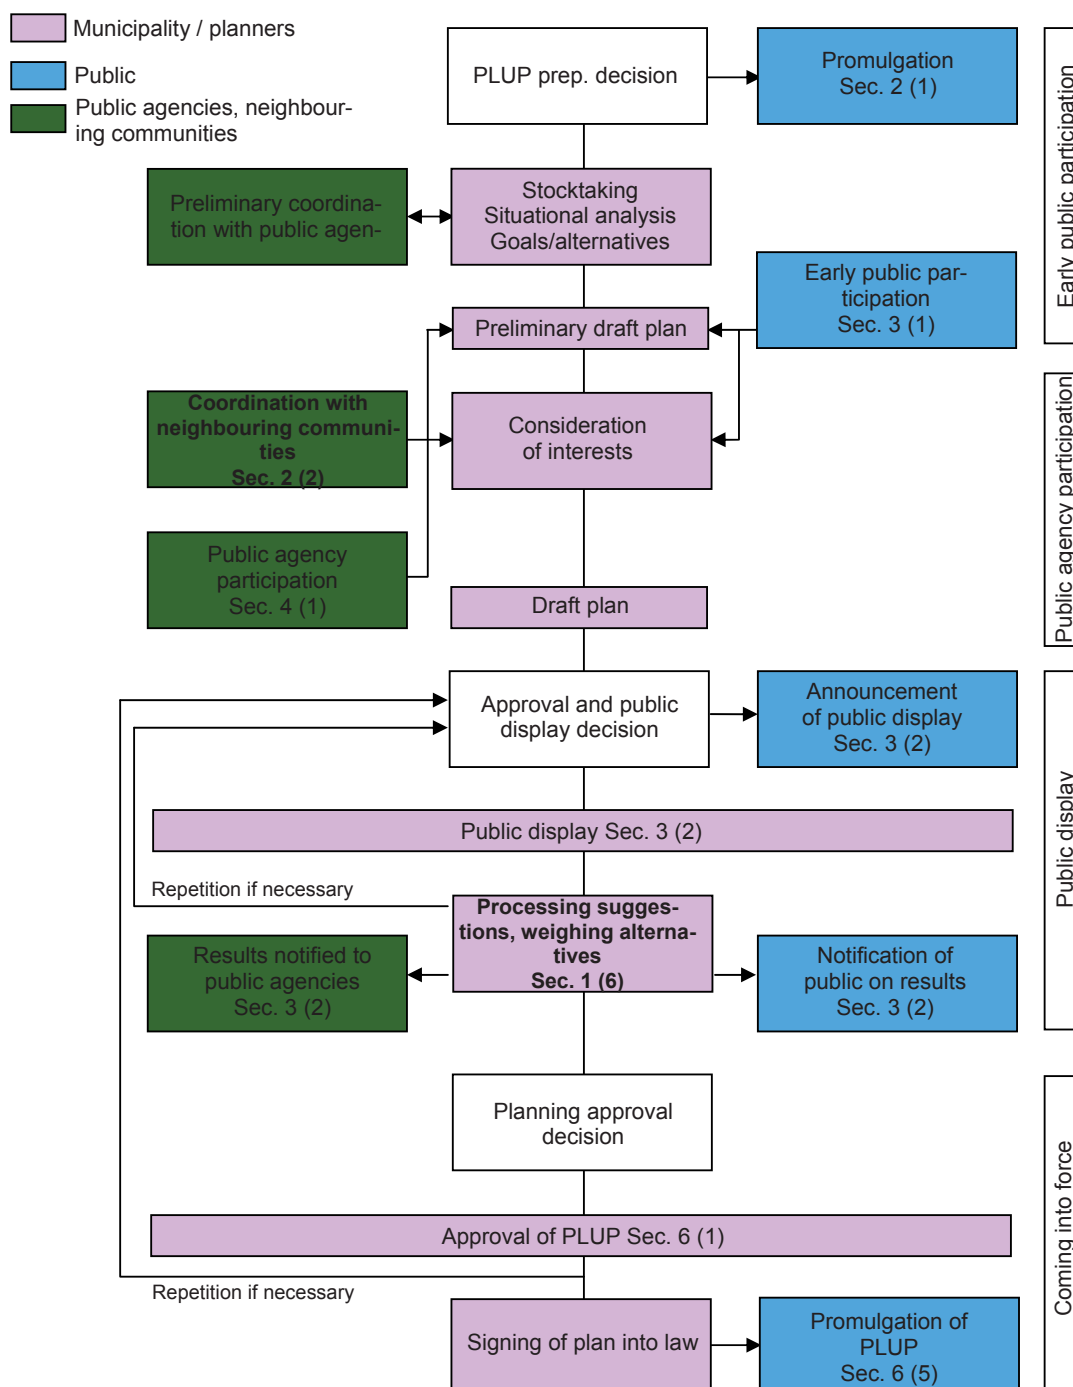 Municipality / planners
Public
Public agencies, neighbour-
ing communities
PLUP prep. decision
Promulgation
Sec. 2 (1)
Early public participation
Preliminary coordina-
tion with public agen-
Stocktaking
Situational analysis
Goals/alternatives
Early public par-
ticipation
Sec. 3 (1)
Preliminary draft plan
Coordination with
neighbouring communi-
ties
Sec. 2 (2)
Consideration
of interests
Public agency participation
Public agency
participation
Sec. 4 (1)
Draft plan
Approval and public
display decision
Announcement
of public display
Sec. 3 (2)
Public display
Public display Sec. 3 (2)
Repetition if necessary
Processing sugges-
tions, weighing alterna-
tives
Sec. 1 (6)
Results notified to
public agencies
Sec. 3 (2)
Notification of
public on results
Sec. 3 (2)
Planning approval
decision
Coming into force
Approval of PLUP Sec. 6 (1)
Repetition if necessary
Signing of plan into law
Promulgation of
PLUP
Sec. 6 (5)